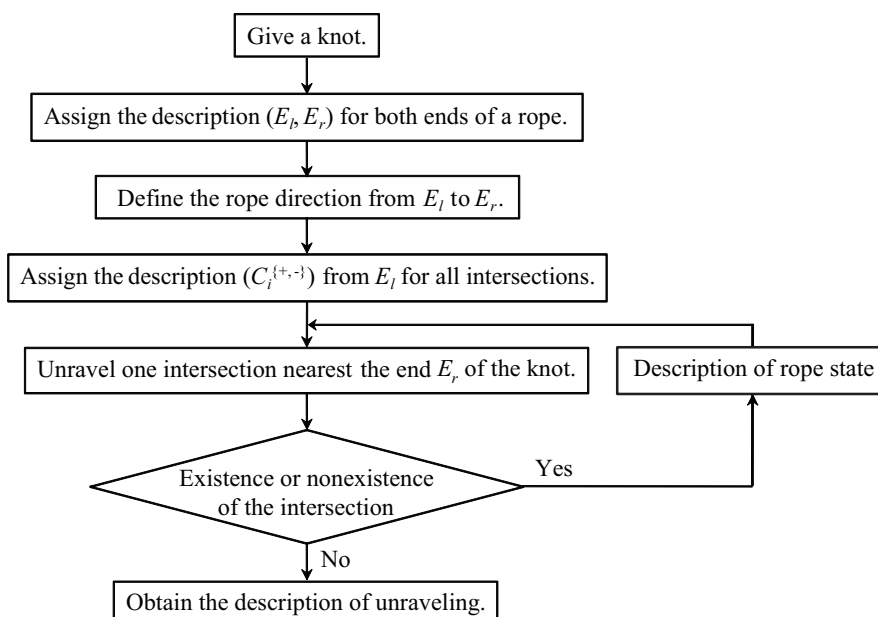 Give a knot.
Assign the description (E_l, E_r) for both ends of a rope.
Define the rope direction from E_l to E_r.
Assign the description (C_i^{+,-}) from E_l for all intersections.
Unravel one intersection nearest the end E_r of the knot.
Description of rope state
Existence or nonexistence
of the intersection
Yes
No
Obtain the description of unraveling.